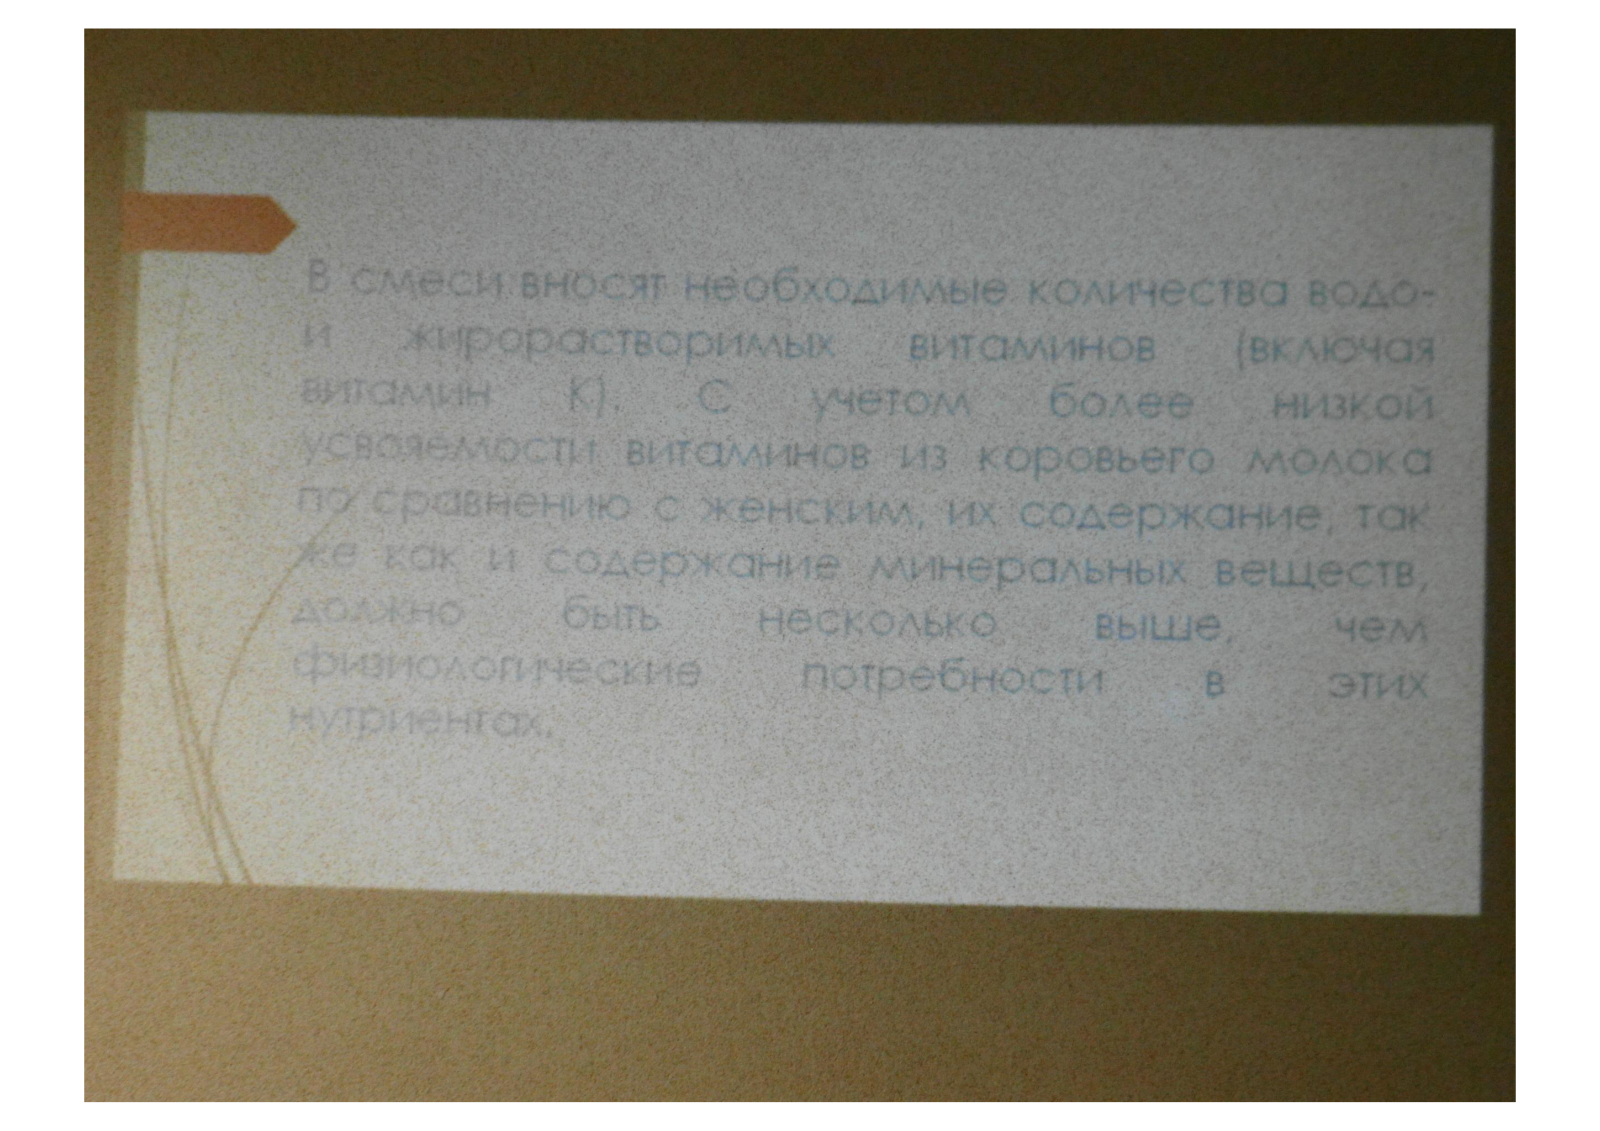 В смеси вносят необходимые количества водо-
и жирорастворимых витаминов (включая
витамин К). С учетом более низкой
усвояемости витаминов из коровьего молока
по сравнению с женским, их содержание, так
же как и содержание минеральных веществ,
должно быть несколько выше, чем
физиологические потребности в этих
нутриентах.